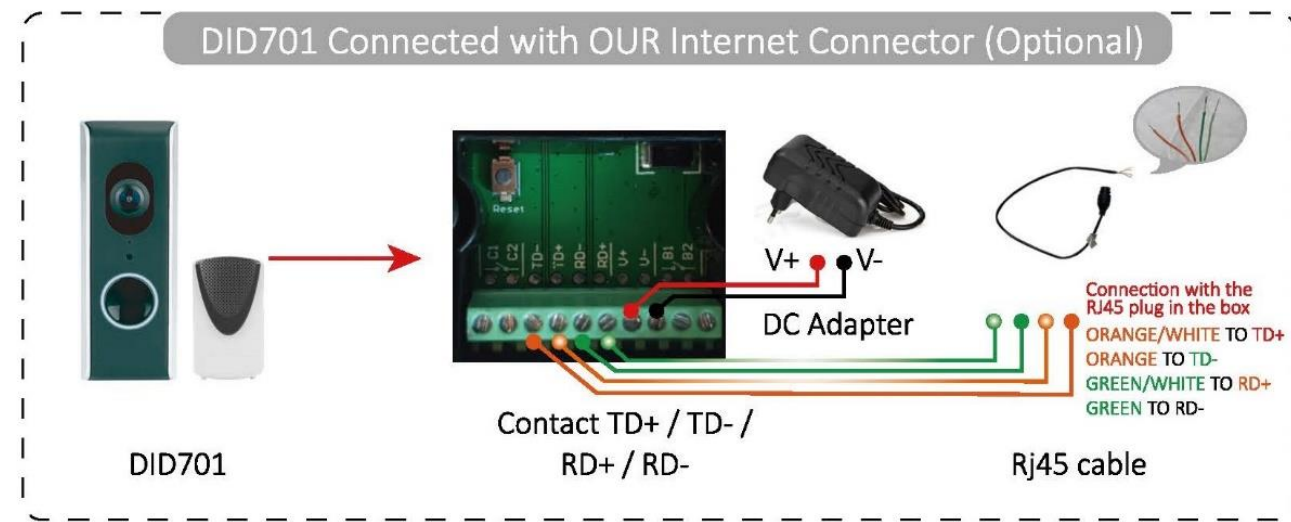 DID701 Connected with OUR Internet Connector (Optional)
Reset
C1 C2 TD- TD+ RD- RD+ V+ V- B1 B2
V+ V-
DC Adapter
Connection with the
RJ45 plug in the box
ORANGE/WHITE TO TD+
ORANGE TO TD-
GREEN/WHITE TO RD+
GREEN TO RD-
Contact TD+ / TD- /
RD+ / RD-
DID701
Rj45 cable